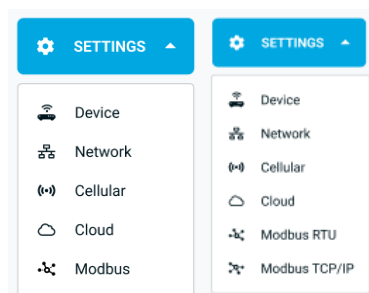 SETTINGS
Device
Network
Cellular
Cloud
Modbus
SETTINGS
Device
Network
Cellular
Cloud
Modbus RTU
Modbus TCP/IP